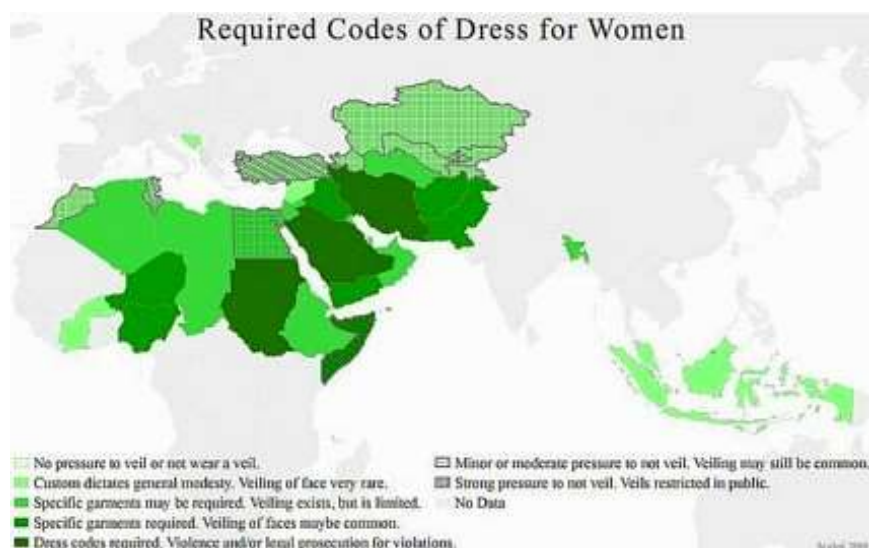 Required Codes of Dress for Women
No pressure to veil or not wear a veil.
Custom dictates general modesty. Veiling of face very rare.
Specific garments may be required. Veiling exists, but is limited.
Specific garments required. Veiling of faces maybe common.
Dress codes required. Violence and/or legal prosecution for violations.
Minor or moderate pressure to not veil. Veiling may still be common.
Strong pressure to not veil. Veils restricted in public.
No Data